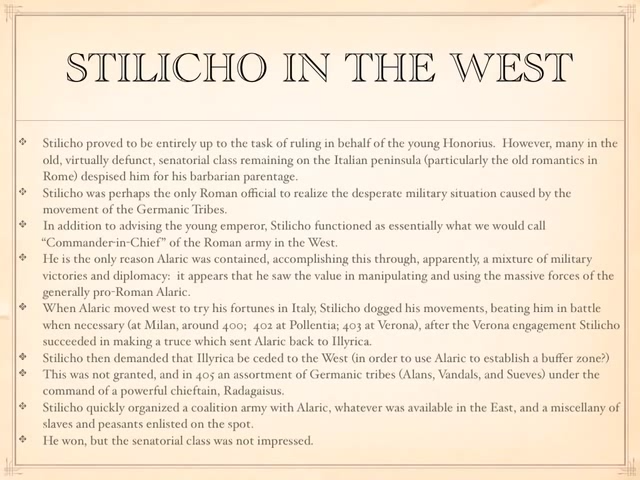 STILICHO IN THE WEST
Stilicho proved to be entirely up to the task of ruling in behalf of the young Honorius. However, many in the
old, virtually defunct, senatorial class remaining on the Italian peninsula (particularly the old romantics in
Rome) despised him for his barbarian parentage.
Stilicho was perhaps the only Roman official to realize the desperate military situation caused by the
movement of the Germanic Tribes.
In addition to advising the young emperor, Stilicho functioned as essentially what we would call
“Commander-in-Chief” of the Roman army in the West.
He is the only reason Alaric was contained, accomplishing this through, apparently, a mixture of military
victories and diplomacy: it appears that he saw the value in manipulating and using the massive forces of the
generally pro-Roman Alaric.
When Alaric moved west to try his fortunes in Italy, Stilicho dogged his movements, beating him in battle
when necessary (at Milan, around 400; 402 at Pollentia; 403 at Verona), after the Verona engagement Stilicho
succeeded in making a truce which sent Alaric back to Illyrica.
Stilicho then demanded that Illyrica be ceded to the West (in order to use Alaric to establish a buffer zone?)
This was not granted, and in 405 an assortment of Germanic tribes (Alans, Vandals, and Sueves) under the
command of a powerful chieftain, Radagaisus.
Stilicho quickly organized a coalition army with Alaric, whatever was available in the East, and a miscellany of
slaves and peasants enlisted on the spot.
He won, but the senatorial class was not impressed.